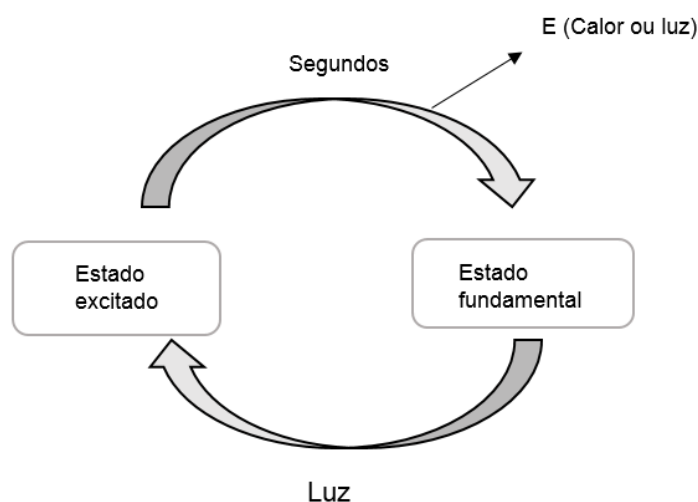 E (Calor ou luz)
Segundos
Estado
excitado
Estado
fundamental
Luz